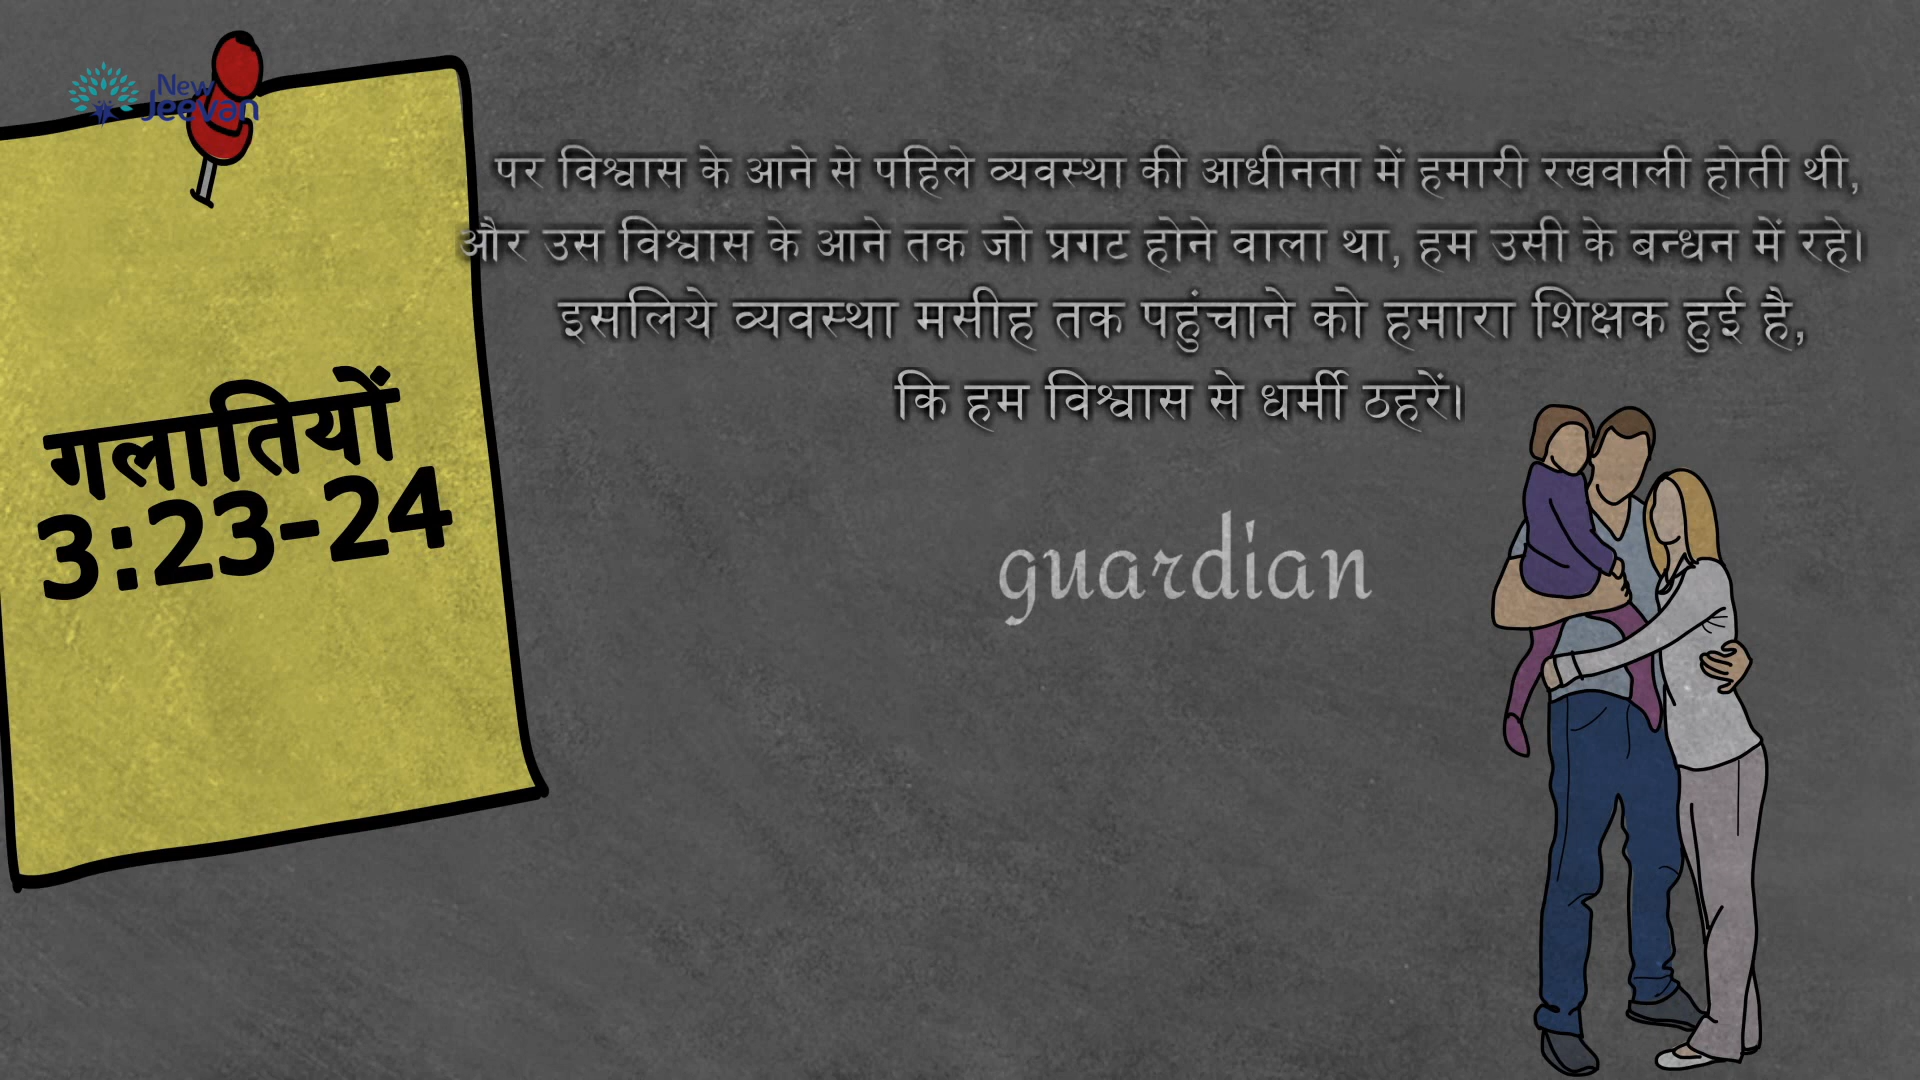 New
Jeevan
गलातियों
3:23-24
पर विश्वास के आने से पहिले व्यवस्था की आधीनता में हमारी रखवाली होती थी,
और उस विश्वास के आने तक जो प्रगट होने वाला था, हम उसी के बन्धन में रहे।
इसलिये व्यवस्था मसीह तक पहुंचाने को हमारा शिक्षक हुई है,
कि हम विश्वास से धर्मी ठहरें।
guardian